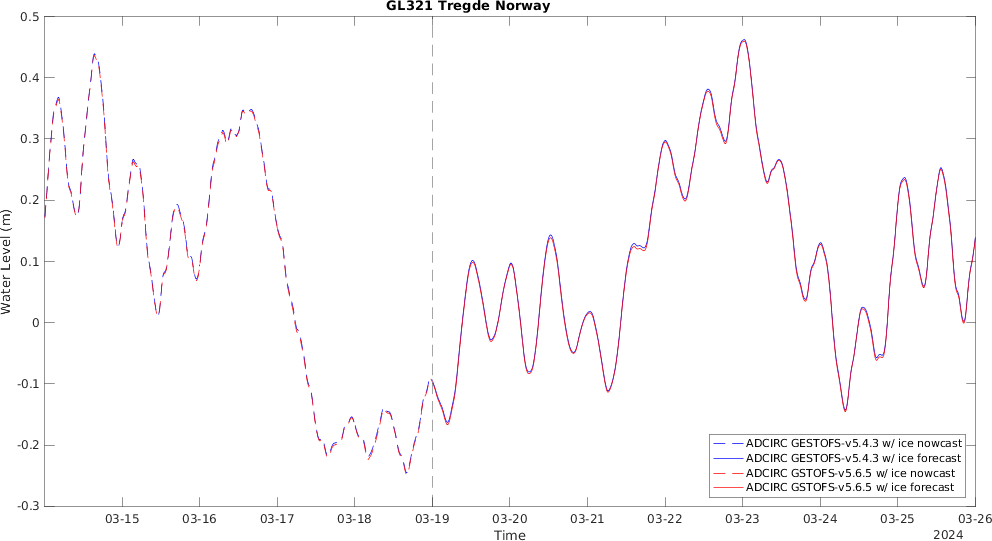 GL321 Tregde Norway
0.5
0.4
0.3
0.2
0.1
0
-0.1
-0.2
-0.3
Water Level (m)
ADCIRC GESTOFS-v5.4.3 w/ ice nowcast
ADCIRC GESTOFS-v5.4.3 w/ ice forecast
ADCIRC GSTOFS-v5.6.5 w/ ice nowcast
ADCIRC GSTOFS-v5.6.5 w/ ice forecast
03-15 03-16 03-17 03-18 03-19 03-20 03-21 03-22 03-23 03-24 03-25 03-26
Time
2024